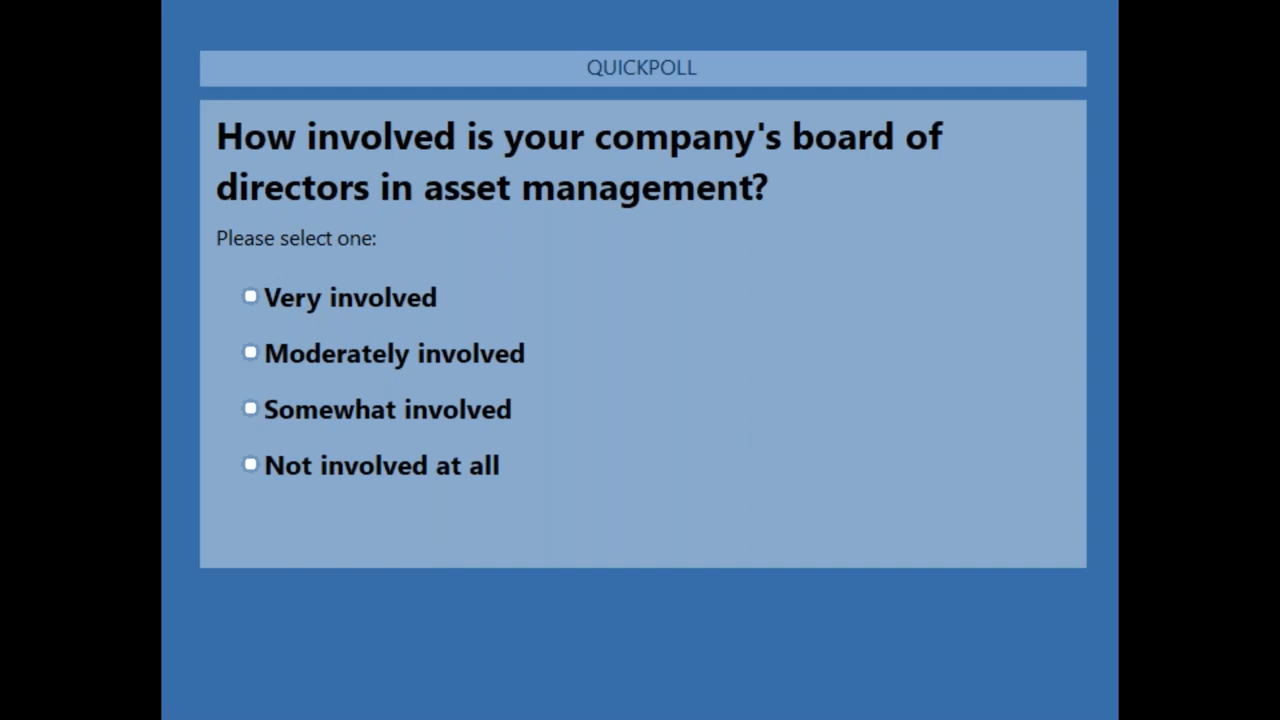 QUICKPOLL
How involved is your company's board of
directors in asset management?
Please select one:
Very involved
Moderately involved
Somewhat involved
Not involved at all